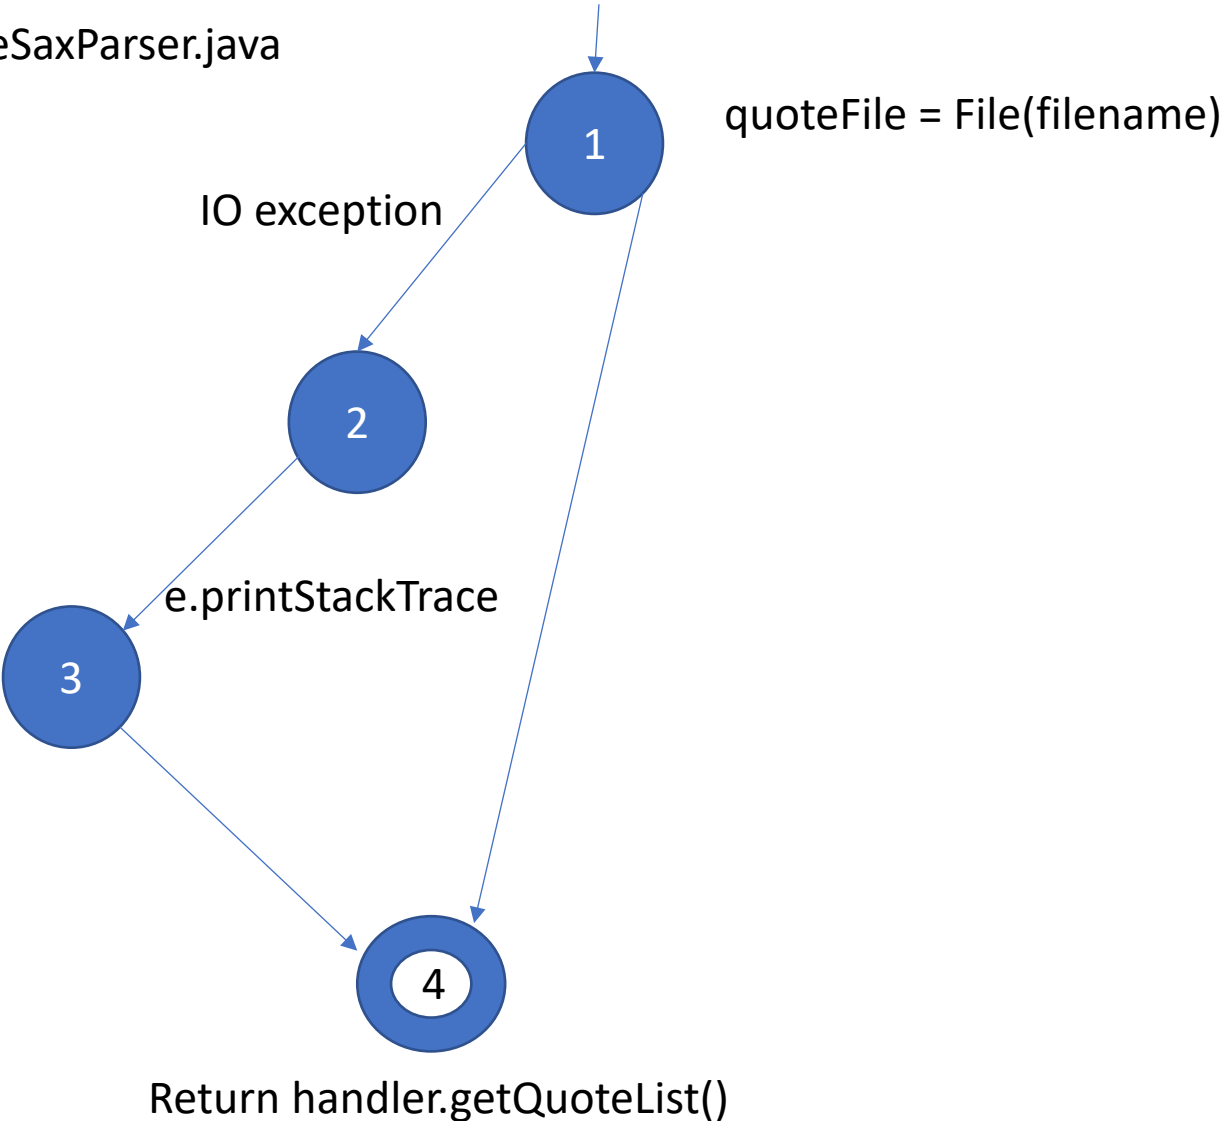 eSaxParser.java
quoteFile = File(filename)
1
IO exception
2
e.printStackTrace
3
4
Return handler.getQuoteList()